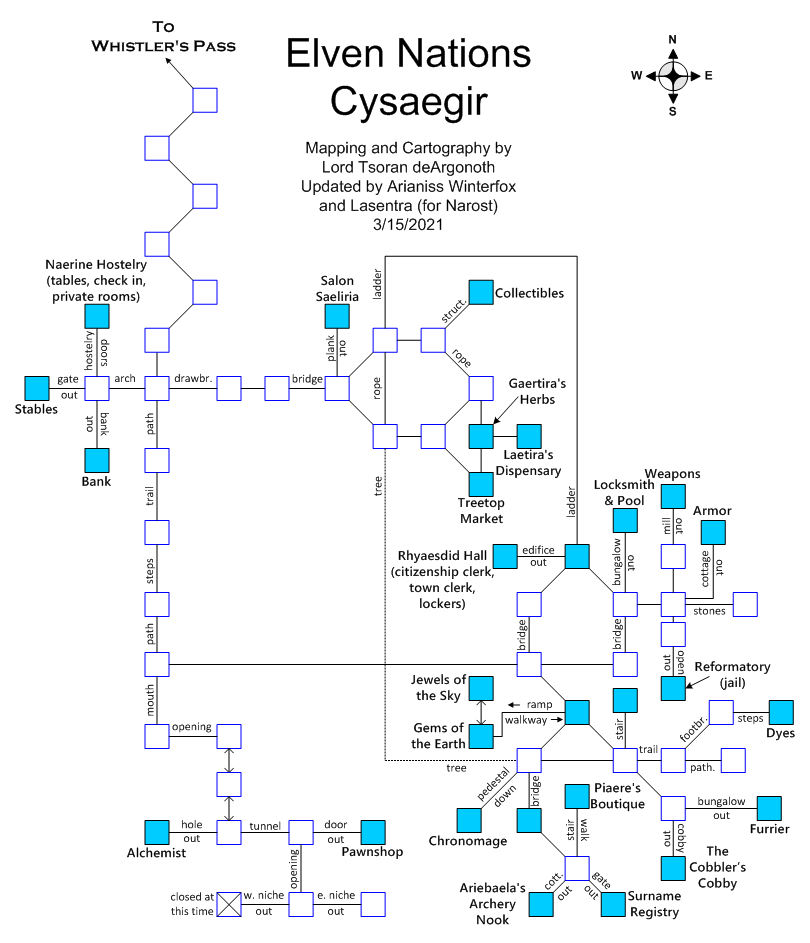 To
Whistler's Pass
Elven Nations
Cysaegir
Mapping and Cartography by
Lord Tsoran deArgonoth
Updated by Arianiss Winterfox
and Lasentra (for Narost)
3/15/2021
N
W E
S
Naerine Hostelry
(tables, check in,
private rooms)
hostelry
doors
Stables
gate
out
arch
out
bank
Bank
drawbr.
bridge
Salon
Saeliria
plank
out
ladder
rope
tree
struct.
Collectibles
rope
Gaertira's
Herbs
Laetira's
Dispensary
Treetop
Market
ladder
path
trail
steps
path
mouth
Rhyaesdid Hall
(citizenship clerk,
town clerk,
lockers)
edifice
out
Locksmith
& Pool
bungalow
out
Weapons
mill
out
Armor
cottage
out
stones
bridge
bridge
out
open
Reformatory
(jail)
Jewels of
the Sky
Gems of
the Earth
ramp
walkway
stair
trail
footbr.
steps
Dyes
path.
tree
pedestal
down
bridge
Chronomage
Piaere's
Boutique
stair
walk
cott.
out
gate
out
Ariebaela's
Archery
Nook
Surname
Registry
bungalow
out
Furrier
out
cobby
The
Cobbler's
Cobby
opening
hole
out
Alchemist
tunnel
door
out
Pawnshop
opening
closed at
this time
w. niche
out
e. niche
out